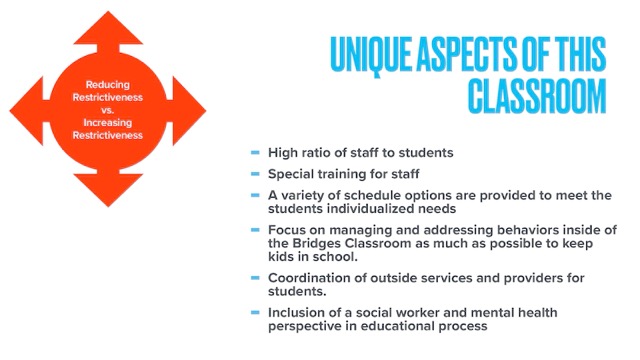 Reducing
Restrictiveness
vs.
Increasing
Restrictiveness
UNIQUE ASPECTS OF THIS
CLASSROOM
High ratio of staff to students
Special training for staff
A variety of schedule options are provided to meet the
students individualized needs
Focus on managing and addressing behaviors inside of
the Bridges Classroom as much as possible to keep
kids in school.
Coordination of outside services and providers for
students.
Inclusion of a social worker and mental health
perspective in educational process